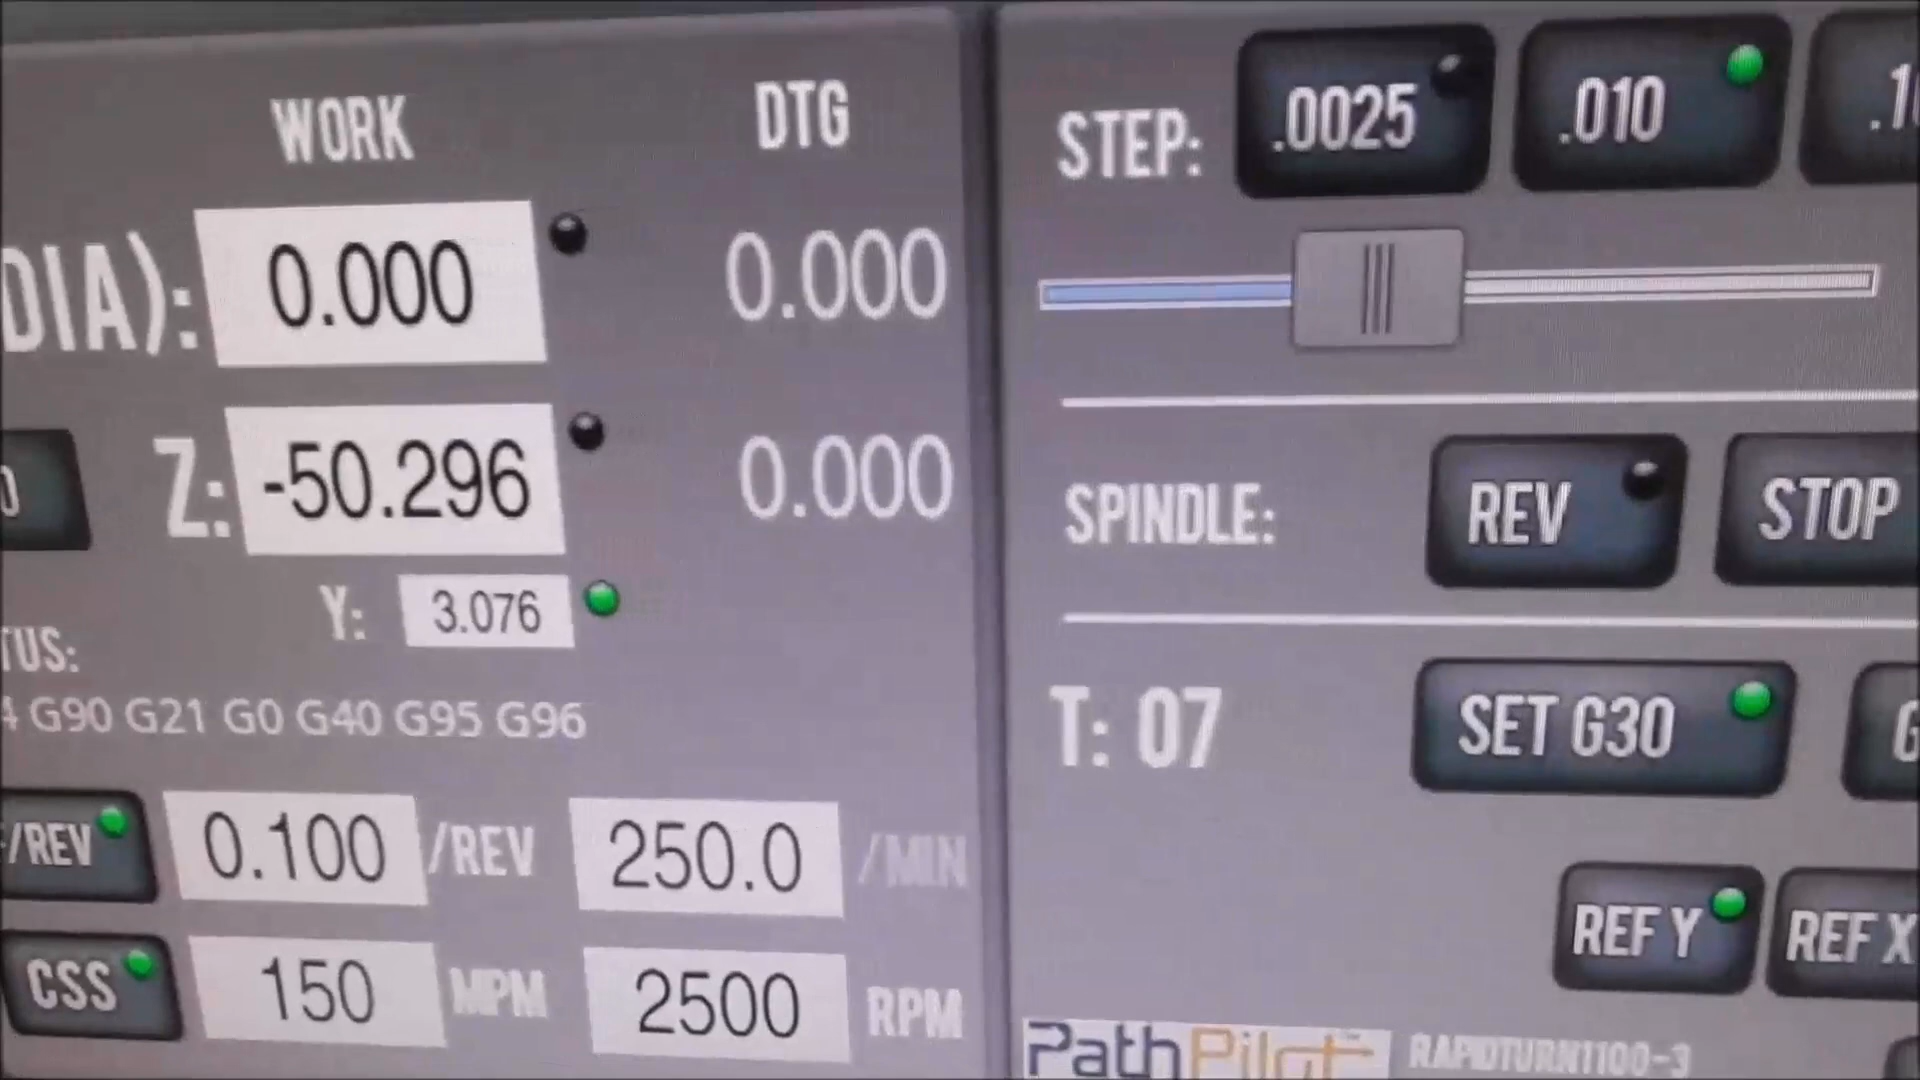 WORK DTG
DIA): 0.000 0.000
Z: -50.296 0.000
Y: 3.076
TUS:
G90 G21 G0 G40 G95 G96
/REV 0.100 /REV 250.0 /MIN
CSS 150 MPM 2500 RPM
STEP: .0025 .010
SPINDLE: REV STOP
T: 07 SET G30
REF Y REF X
PathPilot RAPIDTURN1100-3